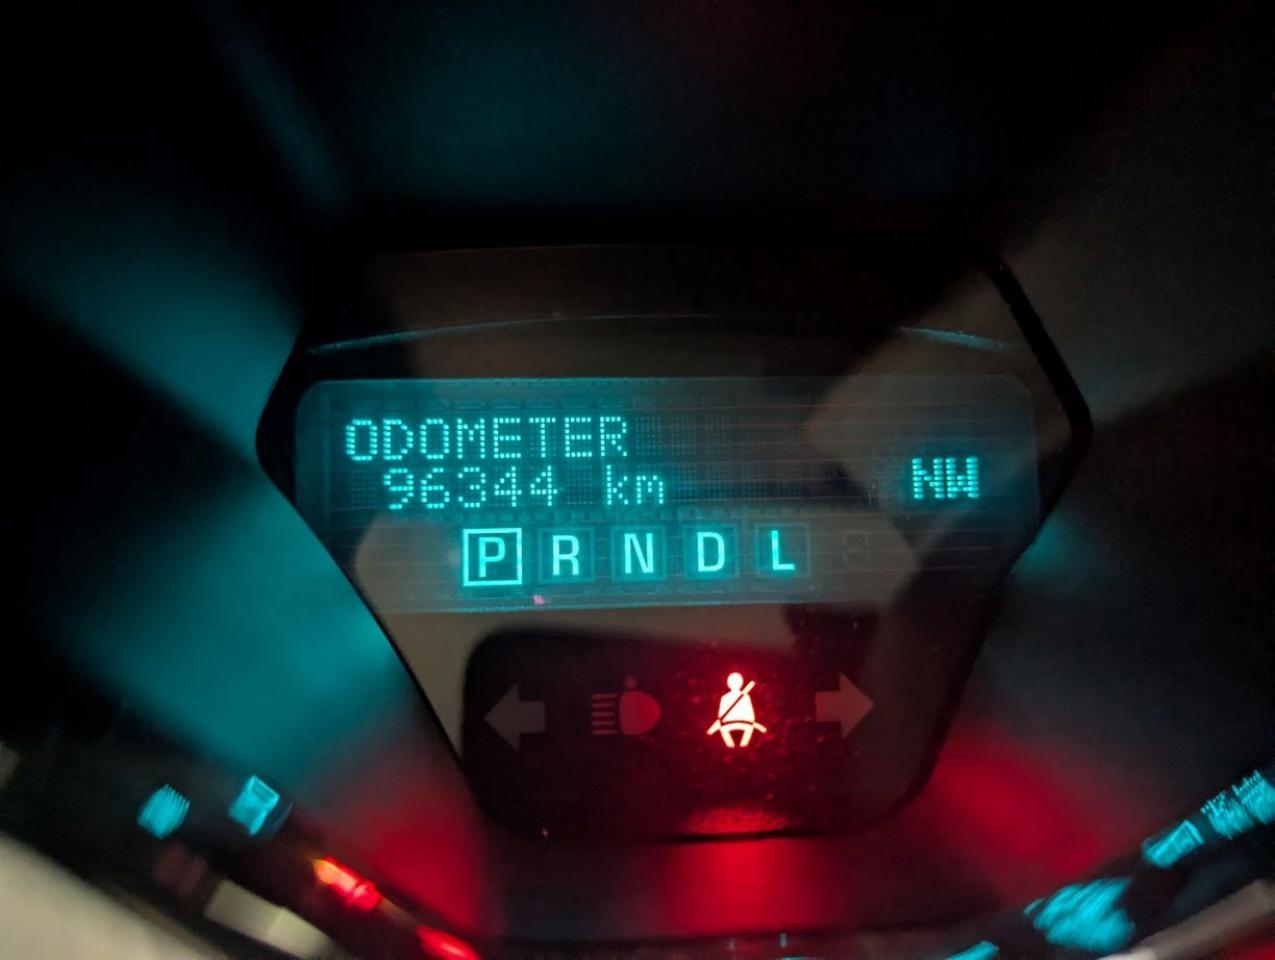 ODOMETER
96344 km
NW
P R N D L